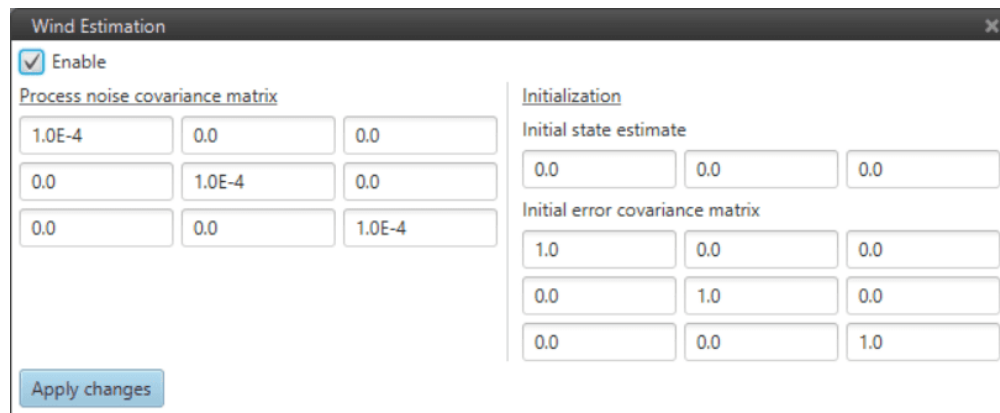 Wind Estimation
Enable
Process noise covariance matrix
1.0E-4 0.0 0.0
0.0 1.0E-4 0.0
0.0 0.0 1.0E-4
Initialization
Initial state estimate
0.0 0.0 0.0
Initial error covariance matrix
1.0 0.0 0.0
0.0 1.0 0.0
0.0 0.0 1.0
Apply changes